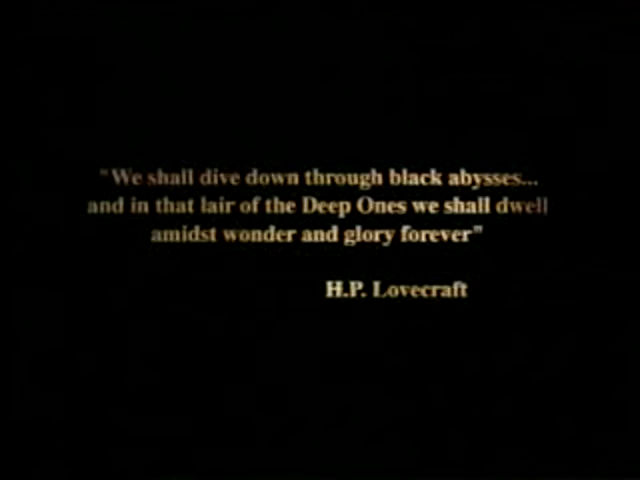 "We shall dive down through black abysses...
and in that lair of the Deep Ones we shall dwell
amidst wonder and glory forever"
H.P. Lovecraft